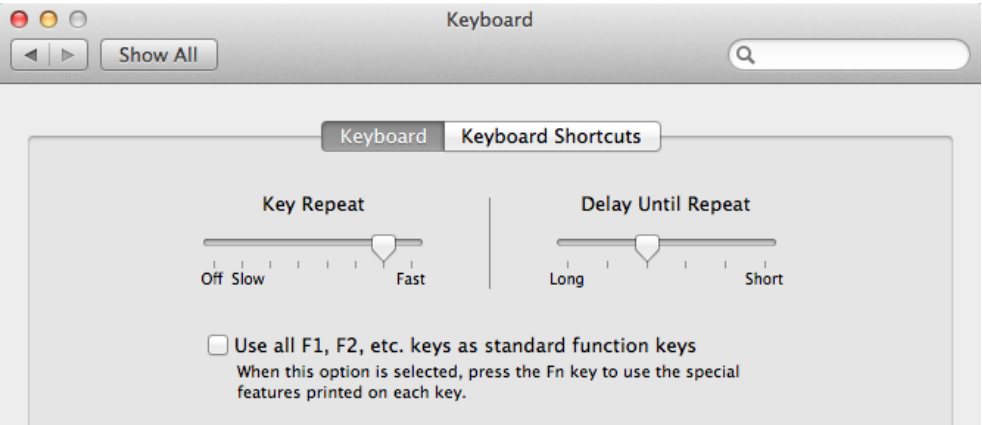 Keyboard
Show All
Keyboard Keyboard Shortcuts
Key Repeat Delay Until Repeat
Off Slow Fast Long Short
Use all F1, F2, etc. keys as standard function keys
When this option is selected, press the Fn key to use the special
features printed on each key.